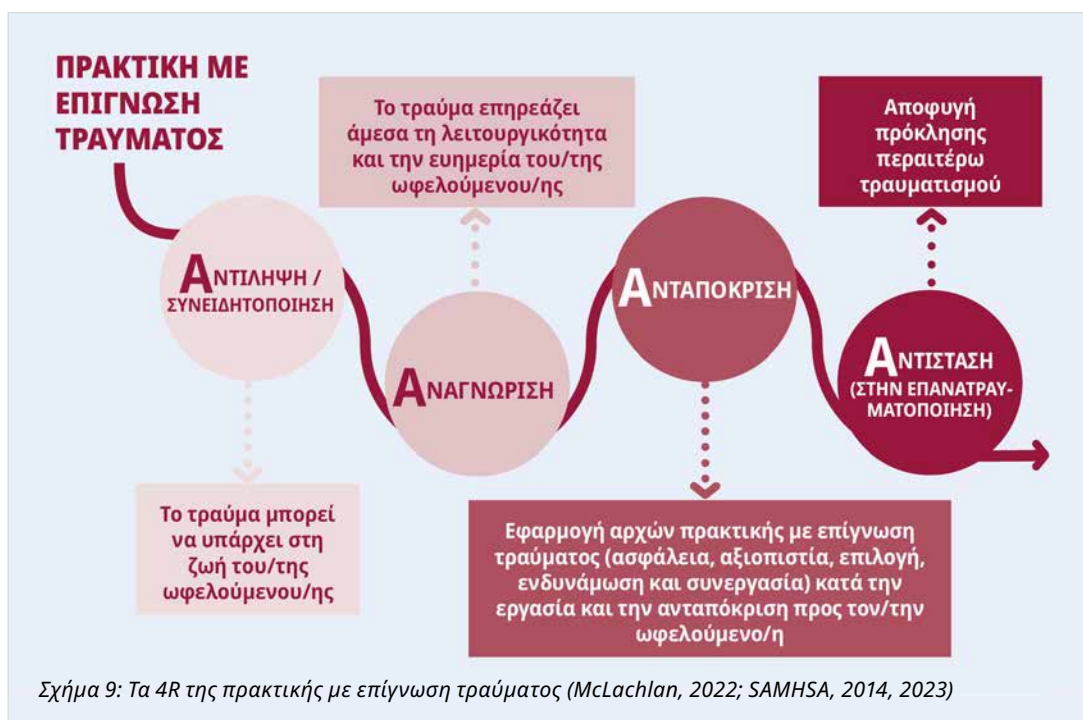 ΠΡΑΚΤΙΚΗ ΜΕ
ΕΠΙΓΝΩΣΗ
ΤΡΑΥΜΑΤΟΣ
Το τραύμα επηρεάζει
άμεσα τη λειτουργικότητα
και την ευημερία του/της
ωφελούμενου/ης
Αποφυγή
πρόκλησης
περαιτέρω
τραυματισμού
ΑΝΤΙΛΗΨΗ /
ΣΥΝΕΙΔΗΤΟΠΟΙΗΣΗ
ΑΝΑΓΝΩΡΙΣΗ
ΑΝΤΑΠΟΚΡΙΣΗ
ΑΝΤΙΣΤΑΣΗ
(ΣΤΗΝ ΕΠΑΝΑΤΡΑΥ-
ΜΑΤΟΠΟΙΗΣΗ)
Το τραύμα μπορεί
να υπάρχει στη
ζωή του/της
ωφελούμενου/ης
Εφαρμογή αρχών πρακτικής με επίγνωση
τραύματος (ασφάλεια, αξιοπιστία, επιλογή,
ενδυνάμωση και συνεργασία) κατά την
εργασία και την ανταπόκριση προς τον/την
ωφελούμενο/η
Σχήμα 9: Τα 4R της πρακτικής με επίγνωση τραύματος (McLachlan, 2022; SAMHSA, 2014, 2023)